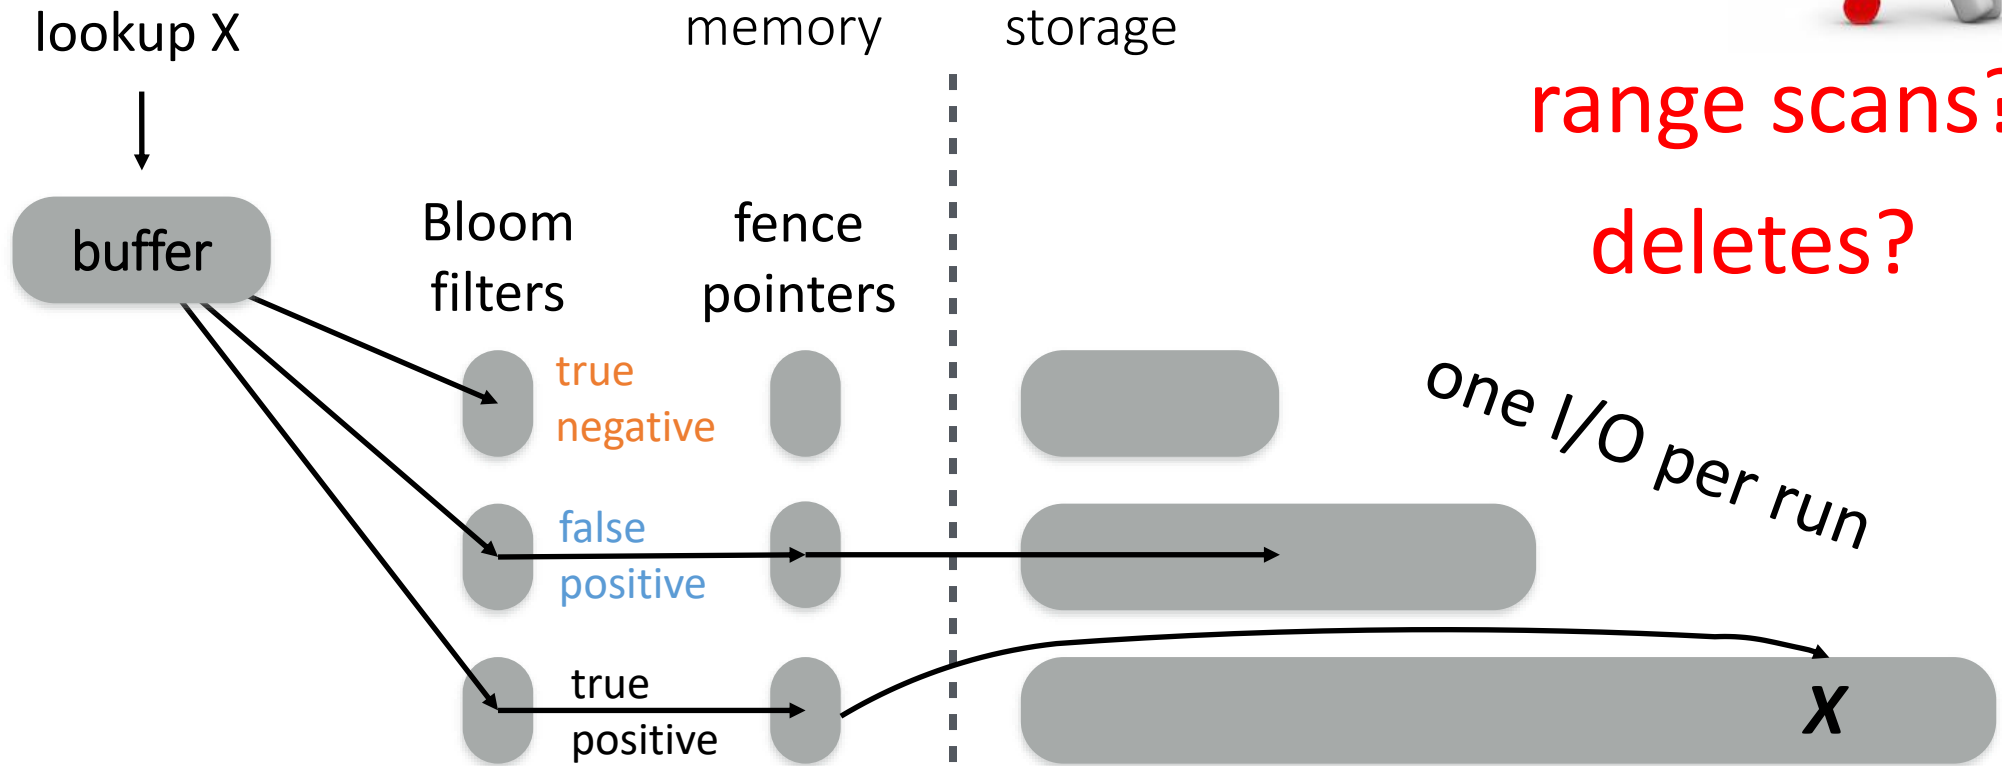 lookup X
memory
storage
range scans?
buffer
Bloom
filters
fence
pointers
deletes?
true
negative
one I/O per run
false
positive
true
positive
X